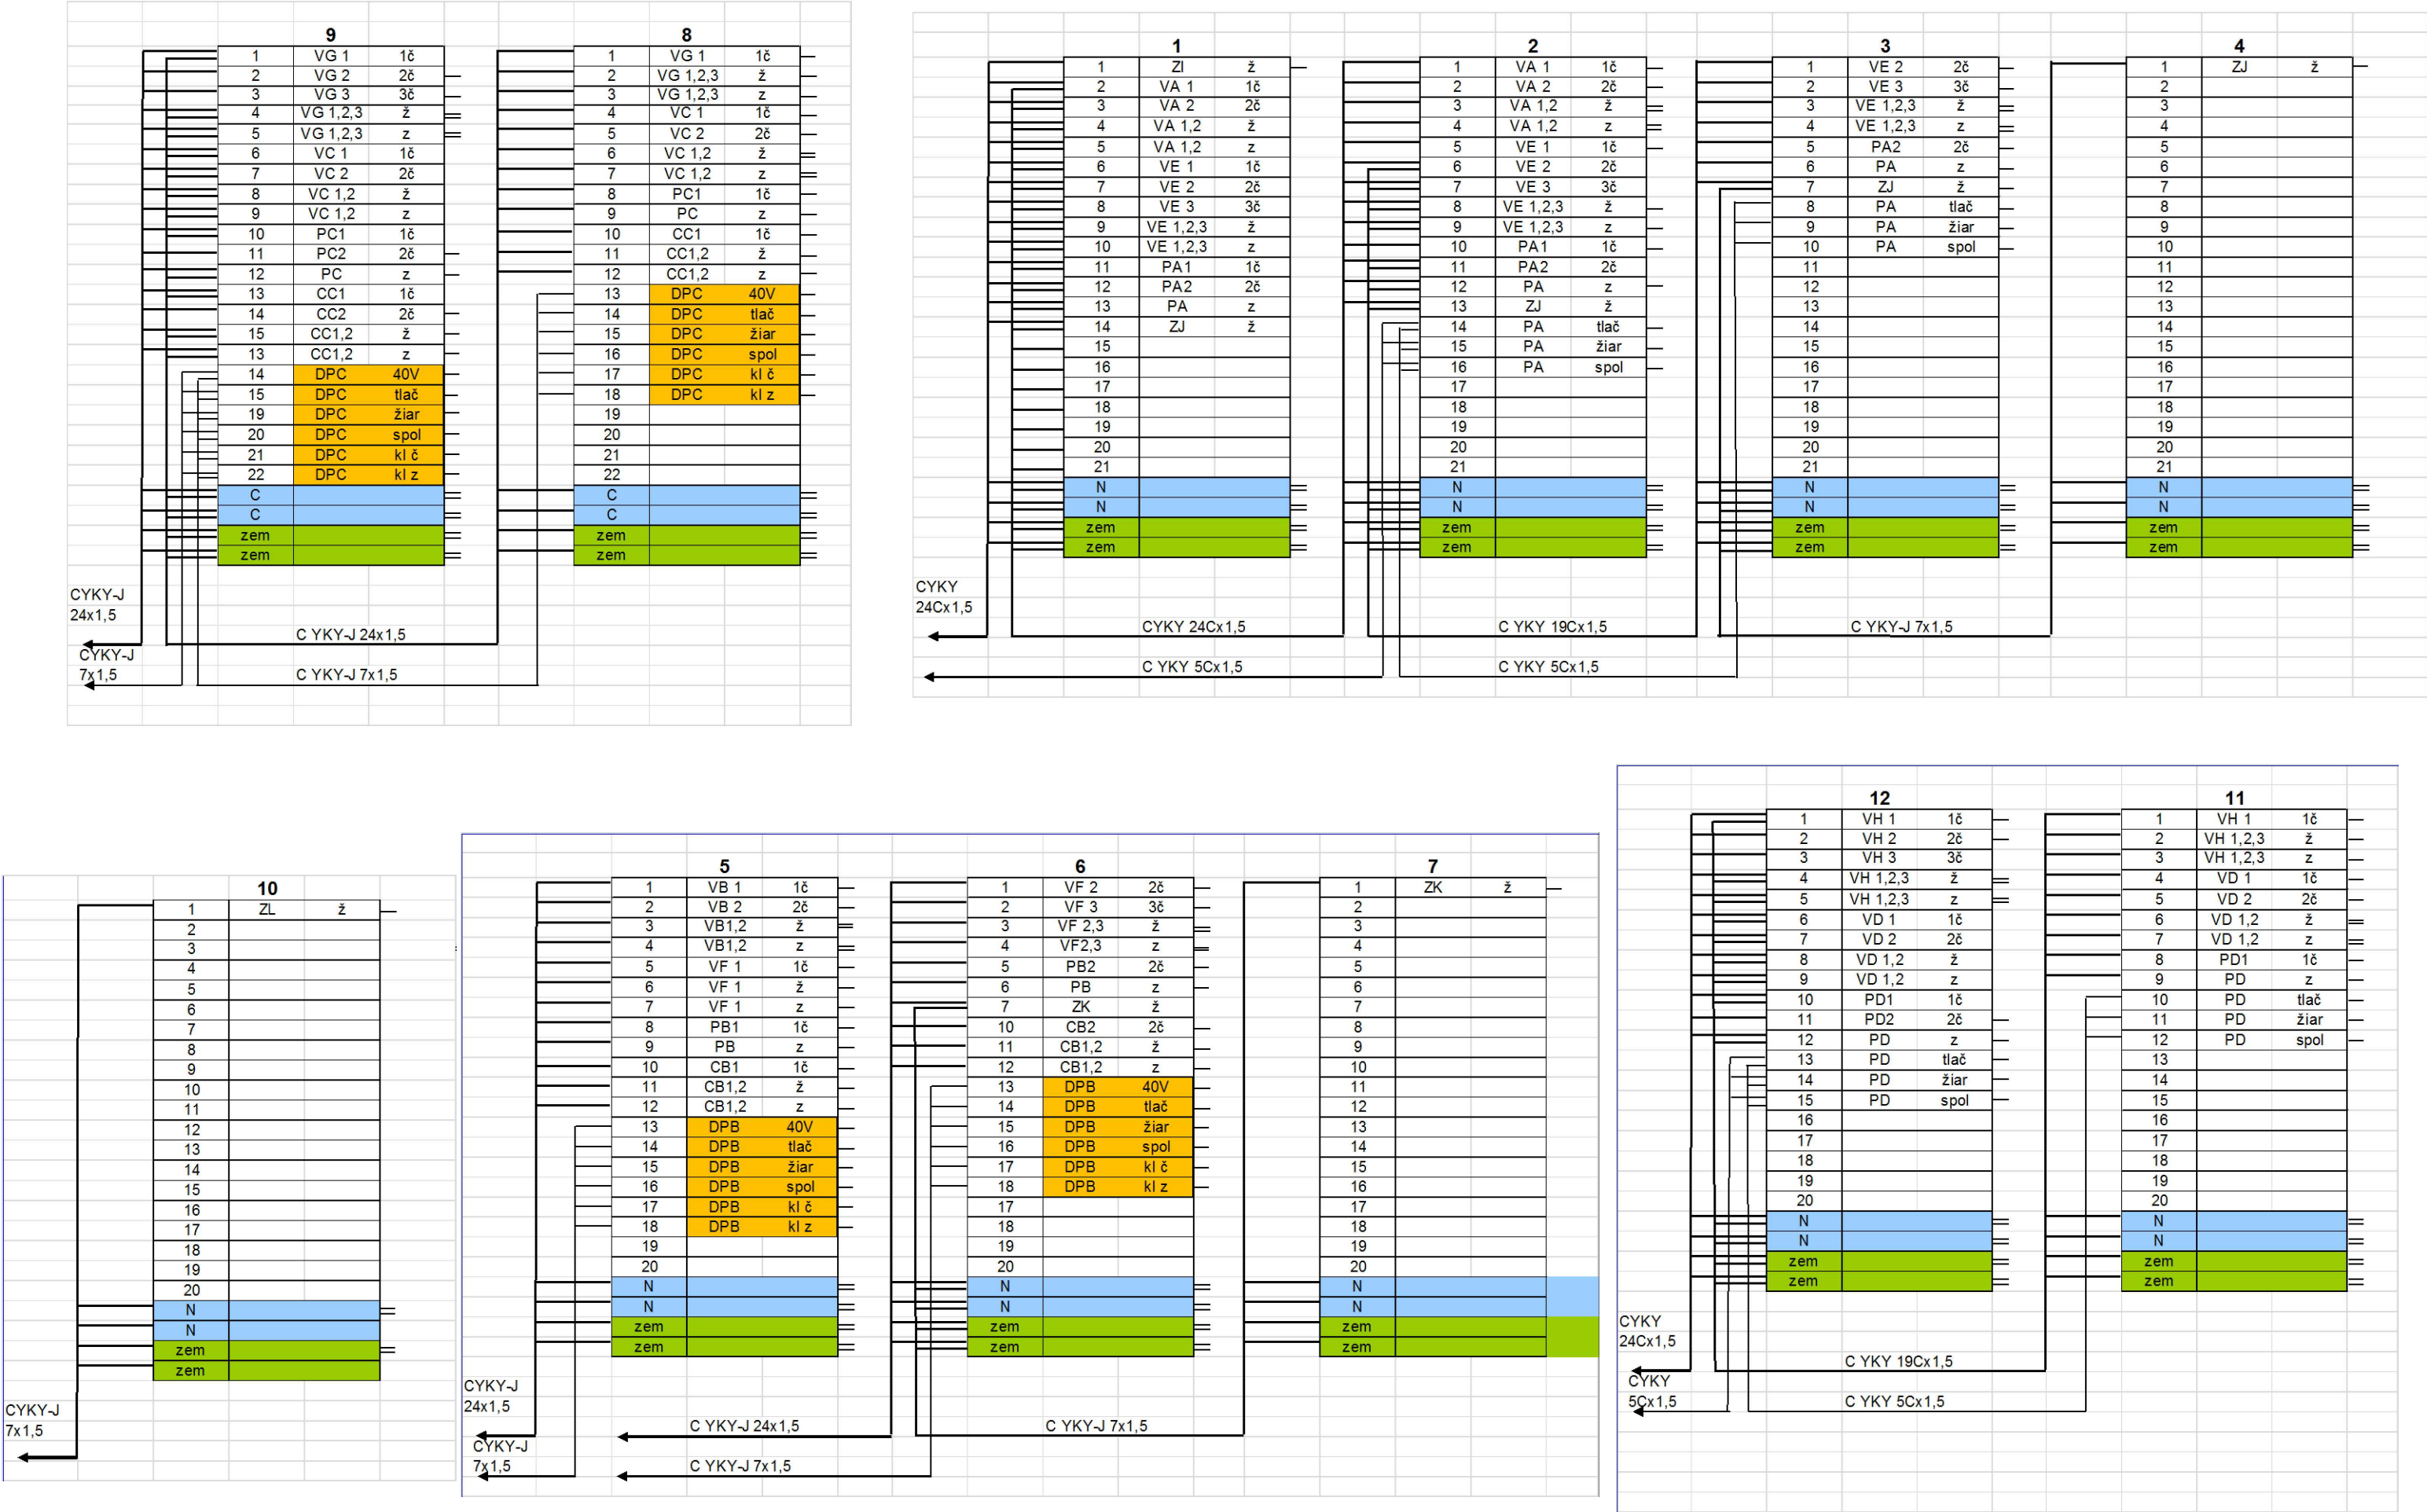 9
1 VG 1 1č
2 VG 2 2č
3 VG 3 3č
4 VG 1,2,3 ž
5 VG 1,2,3 z
6 VC 1 1č
7 VC 2 2č
8 VC 1,2 ž
9 VC 1,2 z
10 PC1 1č
11 PC2 2č
12 PC z
13 CC1 1č
14 CC2 2č
15 CC1,2 ž
13 CC1,2 z
14 DPC 40V
15 DPC tlač
19 DPC žiar
20 DPC spol
21 DPC kl č
22 DPC kl z
C
C
zem
zem
CYKY-J
24x1,5
C YKY-J 24x1,5
CYKY-J
7x1,5
C YKY-J 7x1,5
8
1 VG 1 1č
2 VG 1,2,3 ž
3 VG 1,2,3 z
4 VC 1 1č
5 VC 2 2č
6 VC 1,2 ž
7 VC 1,2 z
8 PC1 1č
9 PC z
10 CC1 1č
11 CC1,2 ž
12 CC1,2 z
13 DPC 40V
14 DPC tlač
15 DPC žiar
16 DPC spol
17 DPC kl č
18 DPC kl z
19
20
21
22
C
C
zem
zem
1
1 ZI ž
2 VA 1 1č
3 VA 2 2č
4 VA 1,2 ž
5 VA 1,2 z
6 VE 1 1č
7 VE 2 2č
8 VE 3 3č
9 VE 1,2,3 ž
10 VE 1,2,3 z
11 PA1 1č
12 PA2 2č
13 PA z
14 ZJ ž
15
16
17
18
19
20
21
N
N
zem
zem
CYKY
24Cx1,5
CYKY 24Cx1,5
C YKY 5Cx1,5
2
1 VA 1 1č
2 VA 2 2č
3 VA 1,2 ž
4 VA 1,2 z
5 VE 1 1č
6 VE 2 2č
7 VE 3 3č
8 VE 1,2,3 ž
9 VE 1,2,3 z
10 PA1 1č
11 PA2 2č
12 PA z
13 ZJ ž
14 PA tlač
15 PA žiar
16 PA spol
17
18
19
20
21
N
N
zem
zem
C YKY 19Cx1,5
C YKY 5Cx1,5
3
1 VE 2 2č
2 VE 3 3č
3 VE 1,2,3 ž
4 VE 1,2,3 z
5 PA2 2č
6 PA z
7 ZJ ž
8 PA tlač
9 PA žiar
10 PA spol
11
12
13
14
15
16
17
18
19
20
21
N
N
zem
zem
C YKY-J 7x1,5
4
1 ZJ ž
2
3
4
5
6
7
8
9
10
11
12
13
14
15
16
17
18
19
20
21
N
N
zem
zem
10
1 ZL ž
2
3
4
5
6
7
8
9
10
11
12
13
14
15
16
17
18
19
20
N
N
zem
zem
CYKY-J
7x1,5
5
1 VB 1 1č
2 VB 2 2č
3 VB1,2 ž
4 VB1,2 z
5 VF 1 1č
6 VF 1 ž
7 VF 1 z
8 PB1 1č
9 PB z
10 CB1 1č
11 CB1,2 ž
12 CB1,2 z
13 DPB 40V
14 DPB tlač
15 DPB žiar
16 DPB spol
17 DPB kl č
18 DPB kl z
19
20
N
N
zem
zem
CYKY-J
24x1,5
C YKY-J 24x1,5
CYKY-J
7x1,5
C YKY-J 7x1,5
6
1 VF 2 2č
2 VF 3 3č
3 VF 2,3 ž
4 VF2,3 z
5 PB2 2č
6 PB z
7 ZK ž
10 CB2 2č
11 CB1,2 ž
12 CB1,2 z
13 DPB 40V
14 DPB tlač
15 DPB žiar
16 DPB spol
17 DPB kl č
18 DPB kl z
17
18
19
20
N
N
zem
zem
C YKY-J 7x1,5
7
1 ZK ž
2
3
4
5
6
7
8
9
10
11
12
13
14
15
16
17
18
19
20
N
N
zem
zem
12
1 VH 1 1č
2 VH 2 2č
3 VH 3 3č
4 VH 1,2,3 ž
5 VH 1,2,3 z
6 VD 1 1č
7 VD 2 2č
8 VD 1,2 ž
9 VD 1,2 z
10 PD1 1č
11 PD2 2č
12 PD z
13 PD tlač
14 PD žiar
15 PD spol
16
17
18
19
20
N
N
zem
zem
CYKY
24Cx1,5
C YKY 19Cx1,5
CYKY
5Cx1,5
C YKY 5Cx1,5
11
1 VH 1 1č
2 VH 1,2,3 ž
3 VH 1,2,3 z
4 VD 1 1č
5 VD 2 2č
6 VD 1,2 ž
7 VD 1,2 z
8 PD1 1č
9 PD z
10 PD tlač
11 PD žiar
12 PD spol
13
14
15
16
17
18
19
20
N
N
zem
zem